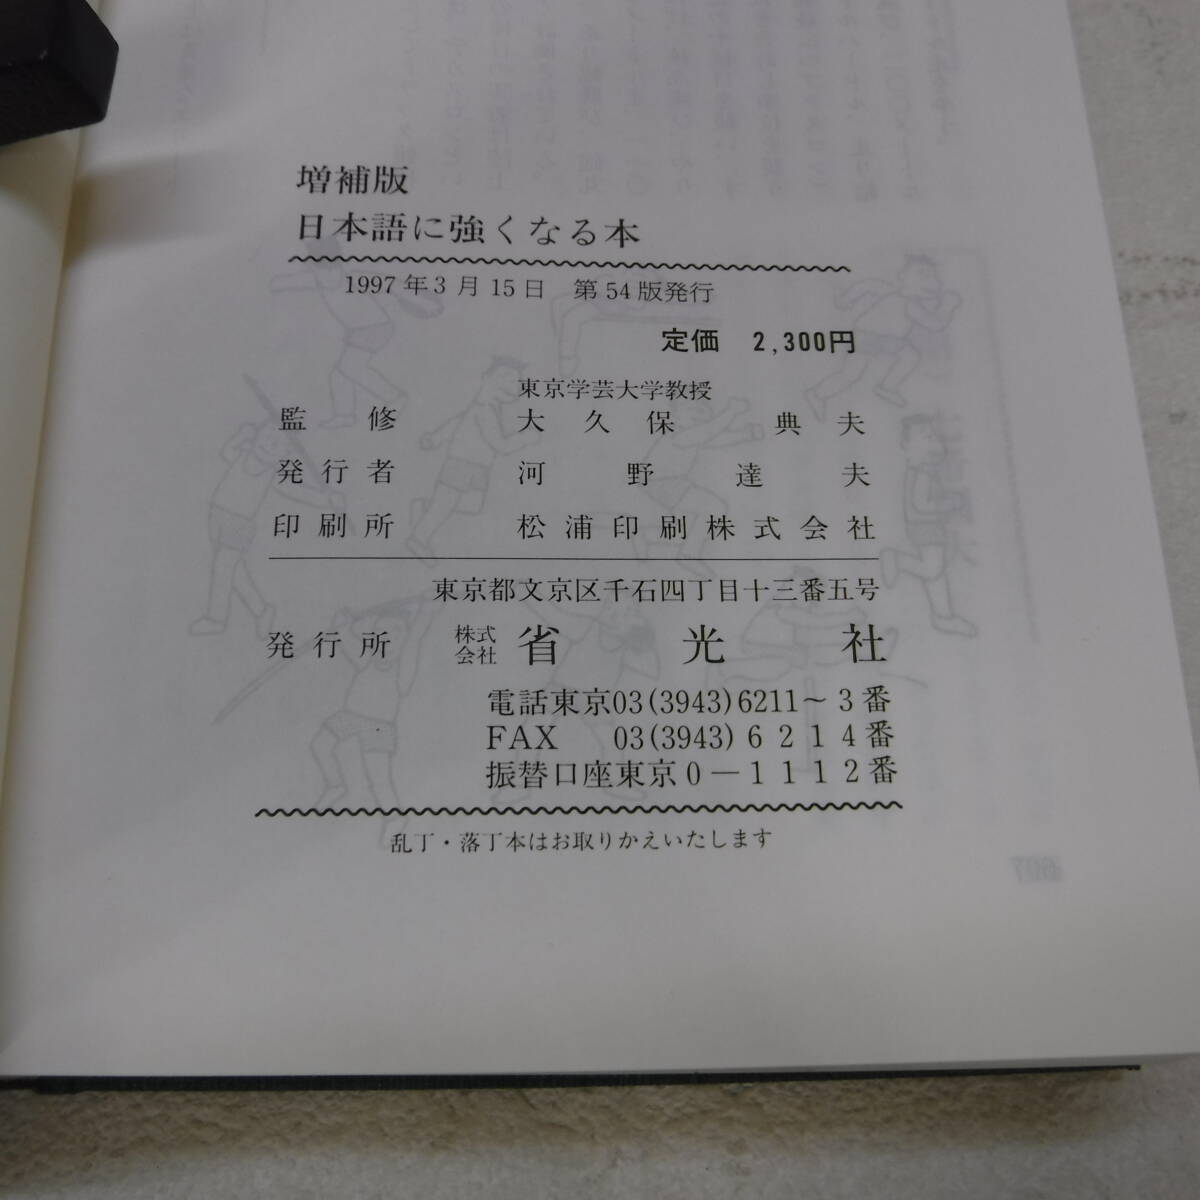 増補版
日本語に強くなる本
1997年3月15日 第54版発行
定価 2,300円
東京学芸大学教授
監修 大久保典夫
発行者 河野達夫
印刷所 松浦印刷株式会社
東京都文京区千石四丁目十三番五号
発行所 株式会社 省光社
電話東京03(3943)6211～3番
FAX 03(3943)6214番
振替口座東京0－1112番
乱丁・落丁本はお取りかえいたします